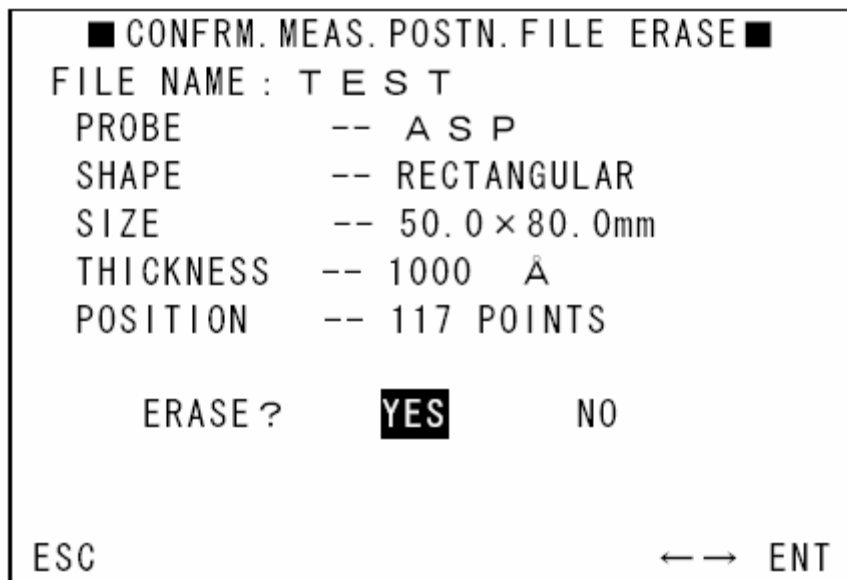 ■CONFRM.MEAS.POSTN.FILE ERASE■
FILE NAME: TEST
PROBE -- ASP
SHAPE -- RECTANGULAR
SIZE -- 50.0×80.0mm
THICKNESS -- 1000 Å
POSITION -- 117 POINTS
ERASE? YES NO
ESC ←→ ENT